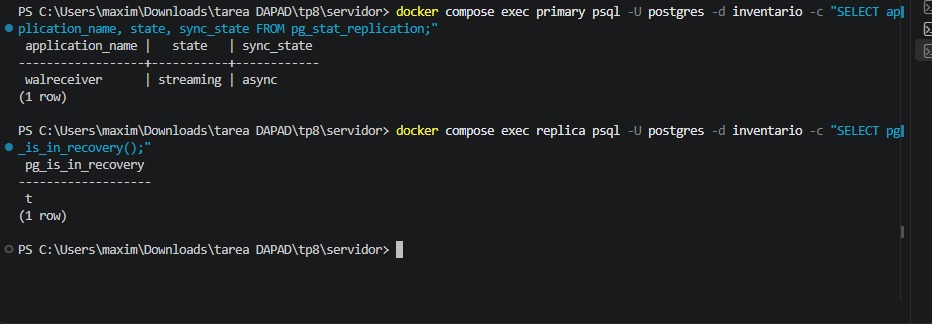 PS C:\Users\maxim\Downloads\tarea DAPAD\tp8\servidor> docker compose exec primary psql -U postgres -d inventario -c "SELECT ap
plication_name, state, sync_state FROM pg_stat_replication;"
 application_name |   state   | sync_state
------------------+-----------+------------
 walreceiver      | streaming | async
(1 row)
PS C:\Users\maxim\Downloads\tarea DAPAD\tp8\servidor> docker compose exec replica psql -U postgres -d inventario -c "SELECT pg
_is_in_recovery();"
 pg_is_in_recovery
-------------------
 t
(1 row)
PS C:\Users\maxim\Downloads\tarea DAPAD\tp8\servidor>